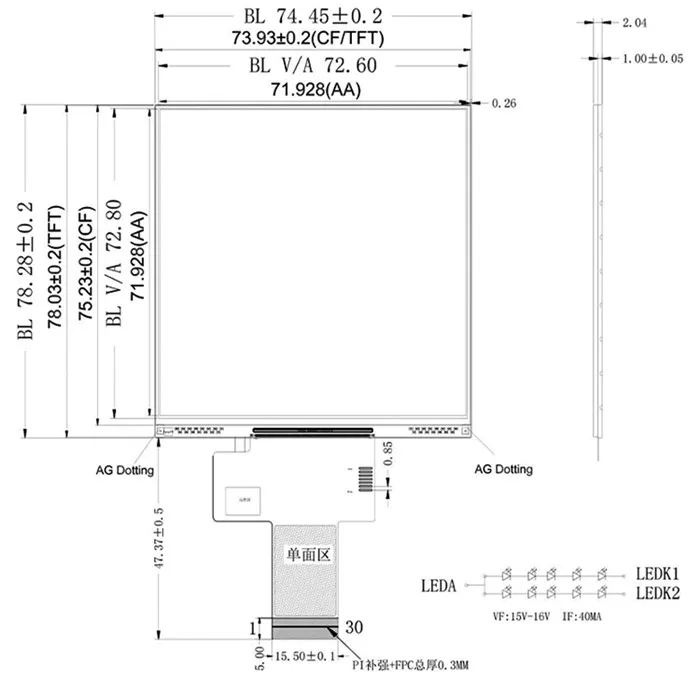 BL 74.45±0.2
73.93±0.2(CF/TFT)
BL V/A 72.60
71.928(AA)
2.04
1.00±0.05
0.26
BL 78.28±0.2
78.03±0.2(TFT)
75.23±0.2(CF)
BL V/A 72.80
71.928(AA)
AG Dotting
AG Dotting
0.85
47.37±0.5
单面区
LEDA
LEDK1
LEDK2
VF:15V-16V IF:40MA
1
30
5.00
15.50±0.1
PI补强+FPC总厚0.3MM